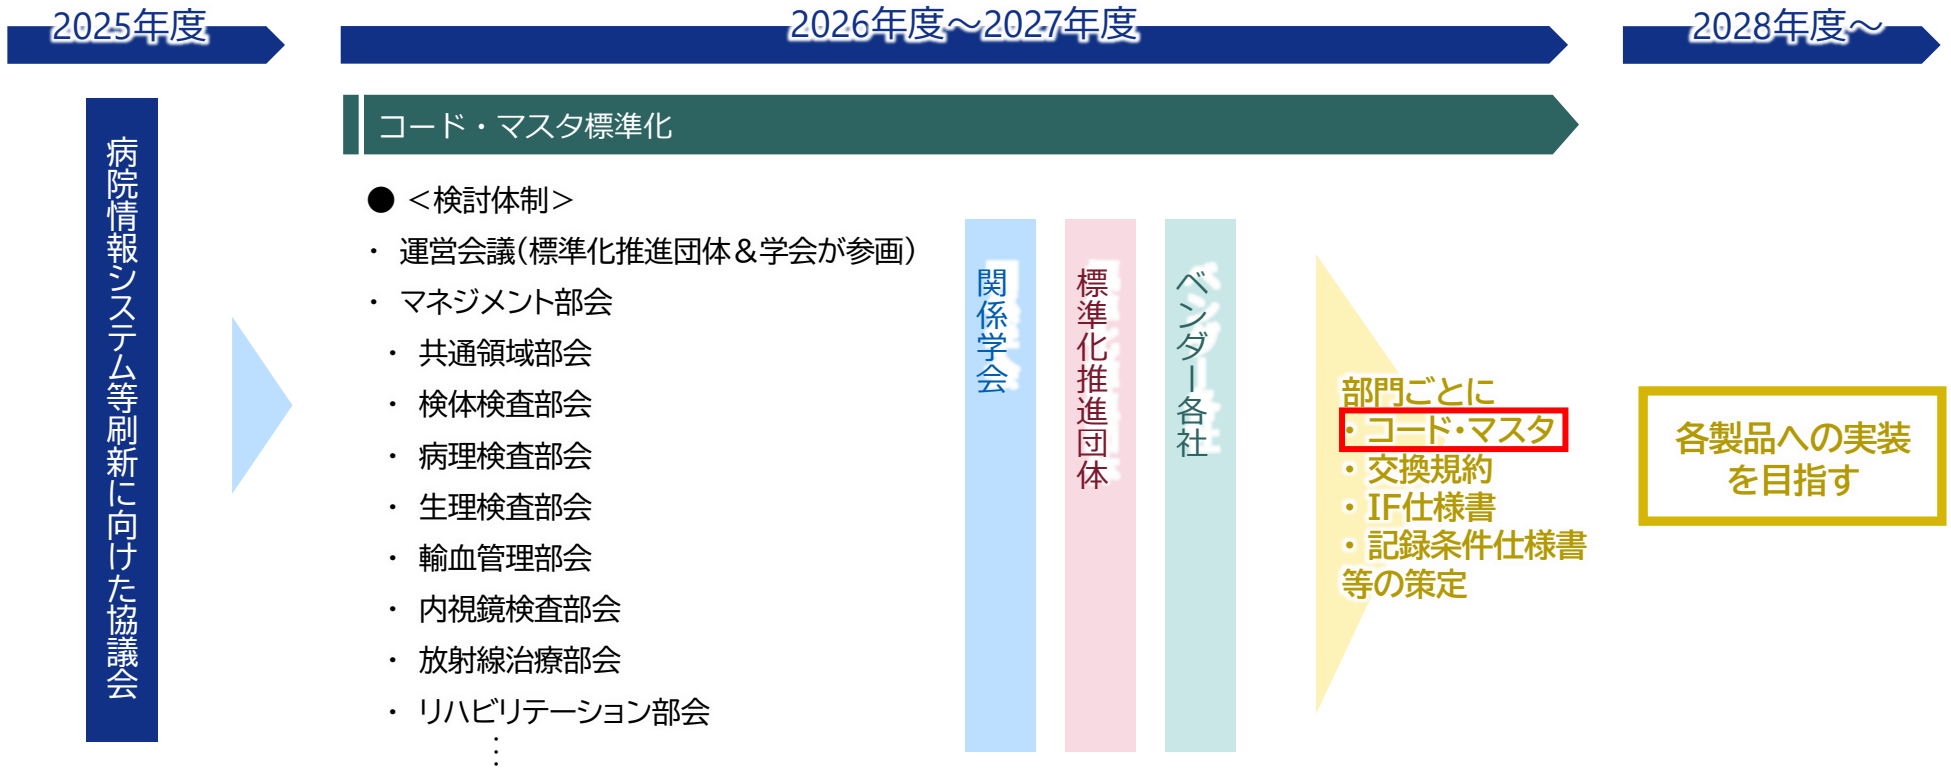 2025年度
2026年度～2027年度
2028年度～
病院情報システム等刷新に向けた協議会
コード・マスタ標準化
● ＜検討体制＞
・ 運営会議（標準化推進団体＆学会が参画）
・ マネジメント部会
・ 共通領域部会
・ 検体検査部会
・ 病理検査部会
・ 生理検査部会
・ 輸血管理部会
・ 内視鏡検査部会
・ 放射線治療部会
・ リハビリテーション部会
⋮
関係学会
標準化推進団体
ベンダー各社
部門ごとに
・コード・マスタ
・交換規約
・IF仕様書
・記録条件仕様書
等の策定
各製品への実装
を目指す